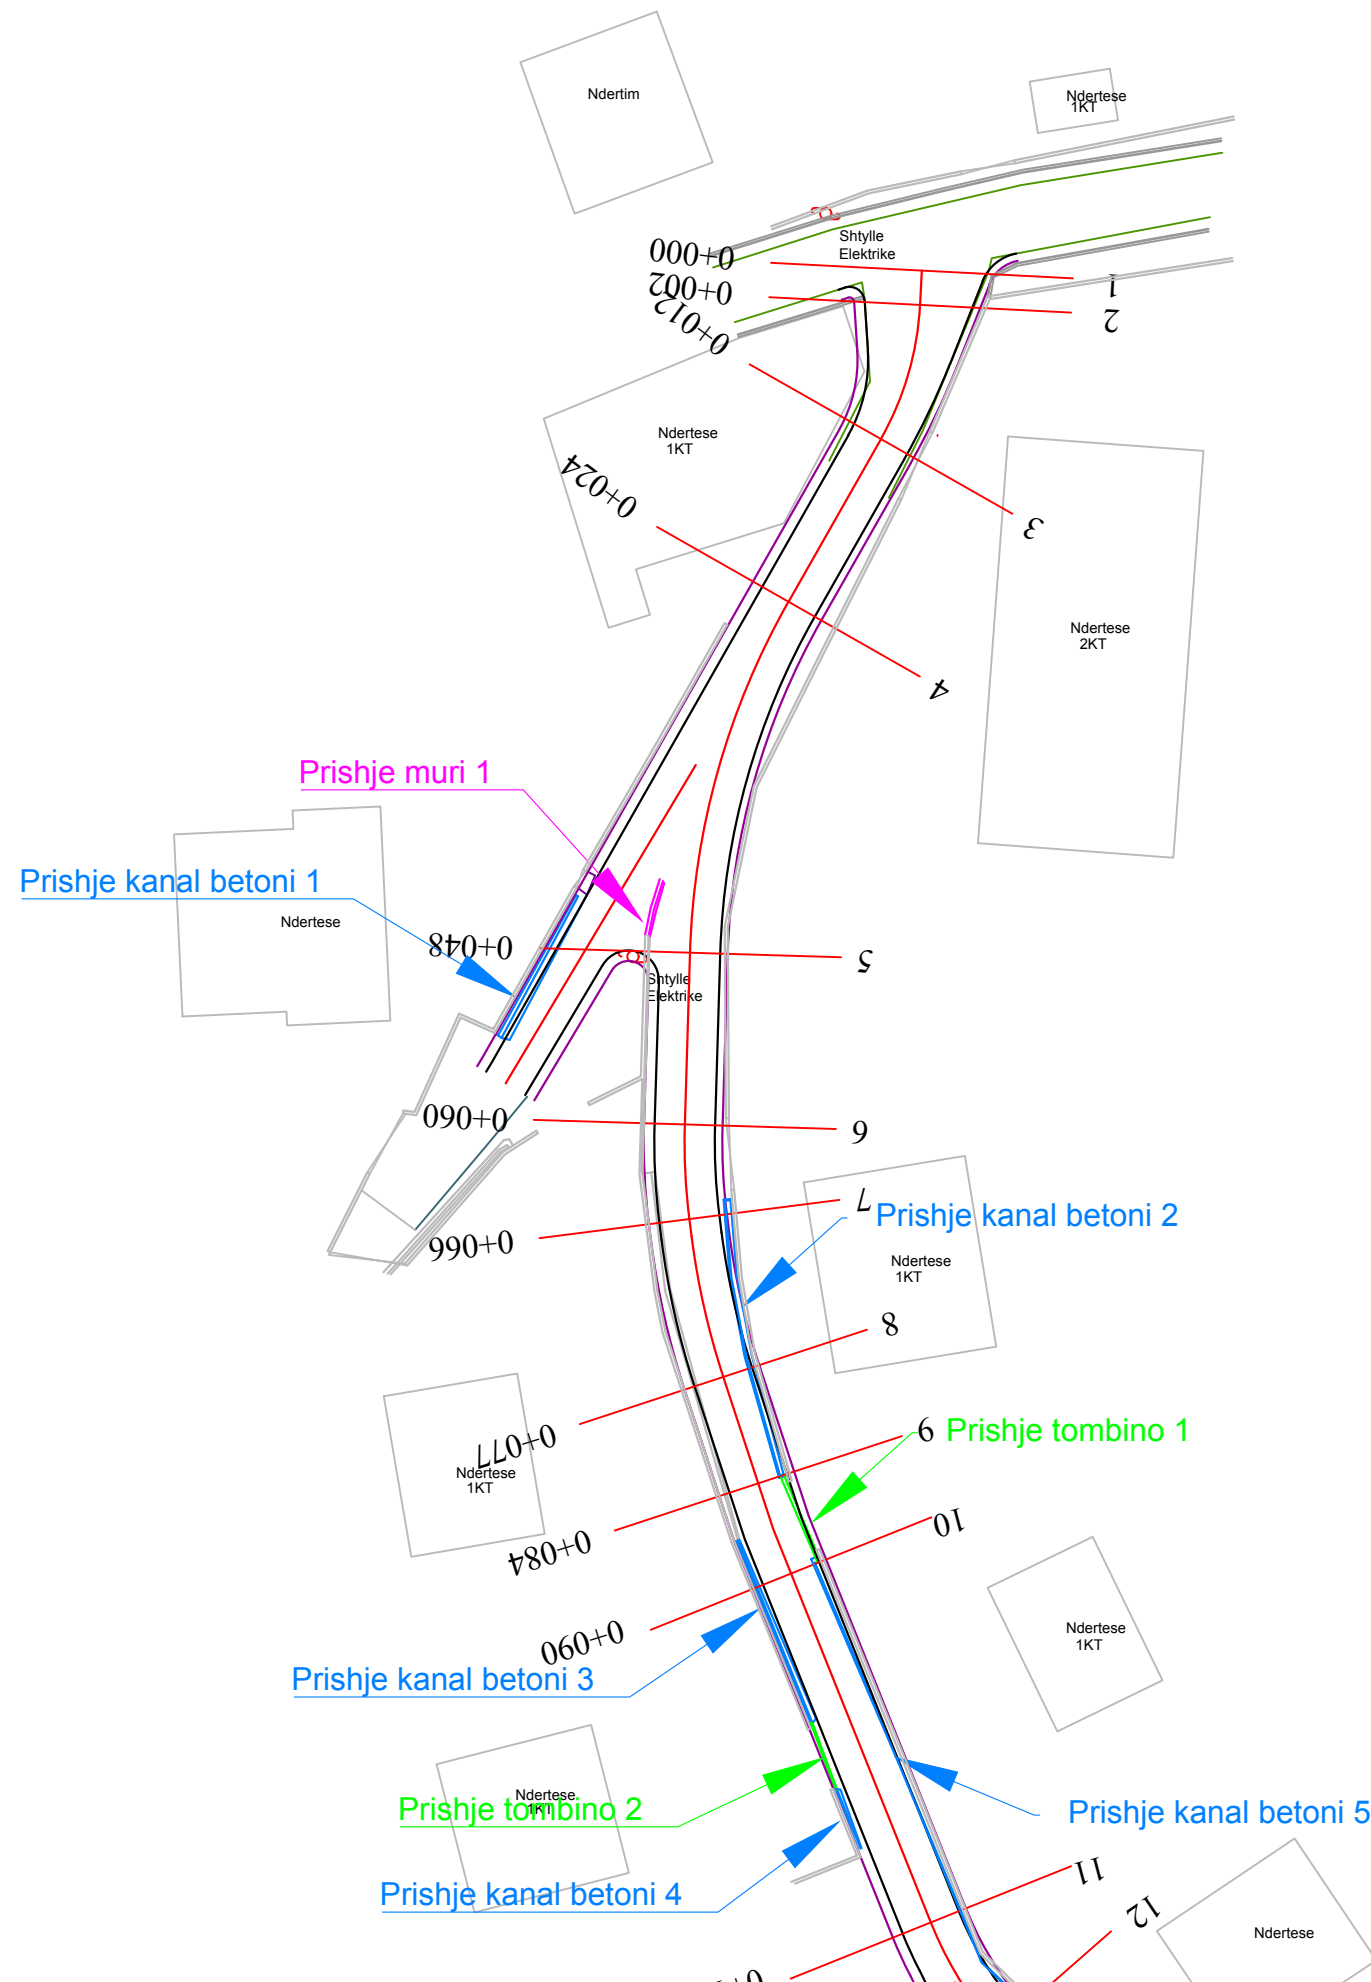 Ndertim
Ndertese
1KT
Shtylle
Elektrike
0+000
1
0+002
2
0+012
3
Ndertese
1KT
0+024
4
Ndertese
2KT
Prishje muri 1
Prishje kanal betoni 1
Ndertese
0+048
5
Shtylle
Elektrike
0+060
6
7
Prishje kanal betoni 2
0+066
Ndertese
1KT
8
0+077
Ndertese
1KT
9
Prishje tombino 1
0+084
10
0+090
Ndertese
1KT
Prishje kanal betoni 3
Ndertese
1KT
Prishje tombino 2
Prishje kanal betoni 5
11
Prishje kanal betoni 4
12
Ndertese